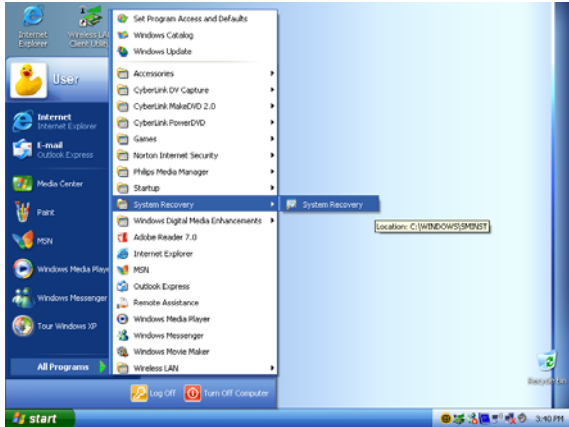 Internet Explorer
Wireless LAN Client Utility
User
Internet
Internet Explorer
E-mail
Outlook Express
Media Center
Paint
MSN
Windows Media Playe
Windows Messenger
Tour Windows XP
All Programs
Set Program Access and Defaults
Windows Catalog
Windows Update
Accessories
CyberLink DV Capture
CyberLink MakeDVD 2.0
CyberLink PowerDVD
Games
Norton Internet Security
Philips Media Manager
Startup
System Recovery
Windows Digital Media Enhancements
Adobe Reader 7.0
Internet Explorer
MSN
Outlook Express
Remote Assistance
Windows Media Player
Windows Messenger
Windows Movie Maker
Wireless LAN
System Recovery
Location: C:\WINDOWS\SMINST
Log Off
Turn Off Computer
Recycle Bin
start
3:40 PM